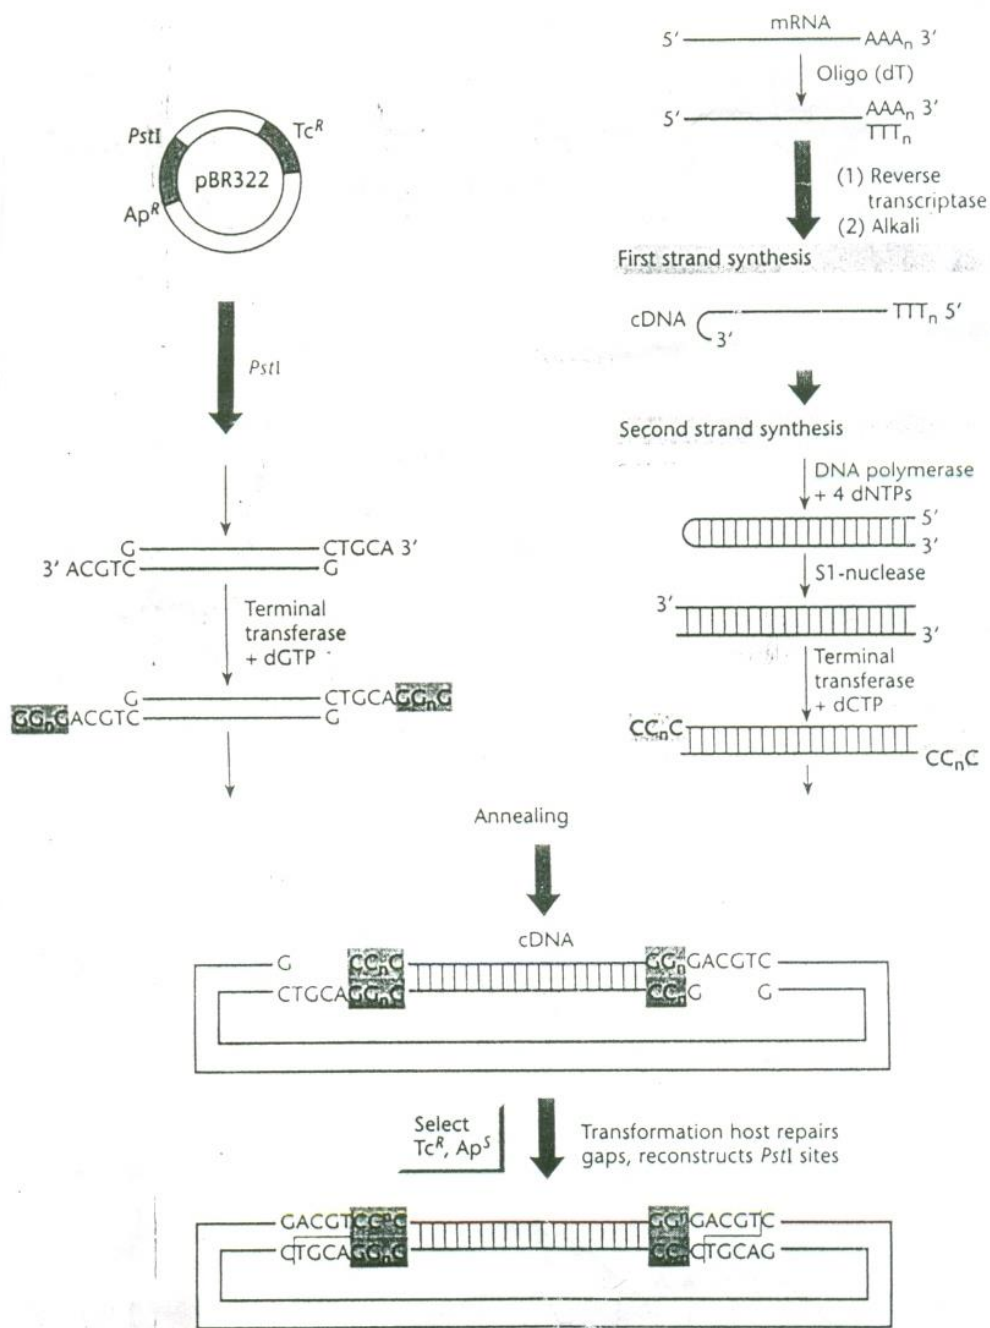 PstI
TcR
pBR322
ApR
PstI
G CTGCA 3'
3' ACGTC G
Terminal
transferase
+ dGTP
G CTGCAGGnG
GGnGACGTC G
mRNA
5' AAAn 3'
Oligo (dT)
5' AAAn 3'
TTTn
(1) Reverse
transcriptase
(2) Alkali
First strand synthesis
cDNA TTTn 5'
3'
Second strand synthesis
DNA polymerase
+ 4 dNTPs
5'
3'
S1-nuclease
3'
3'
Terminal
transferase
+ dCTP
CCnC
CCnC
Annealing
cDNA
G CCnC GGnGACGTC
CTGCAGGnG CCnG G
Select
TcR, ApS
Transformation host repairs
gaps, reconstructs PstI sites
GACGTCCnC GGnGACGTC
CTGCAGGnG CCnCTGCAG